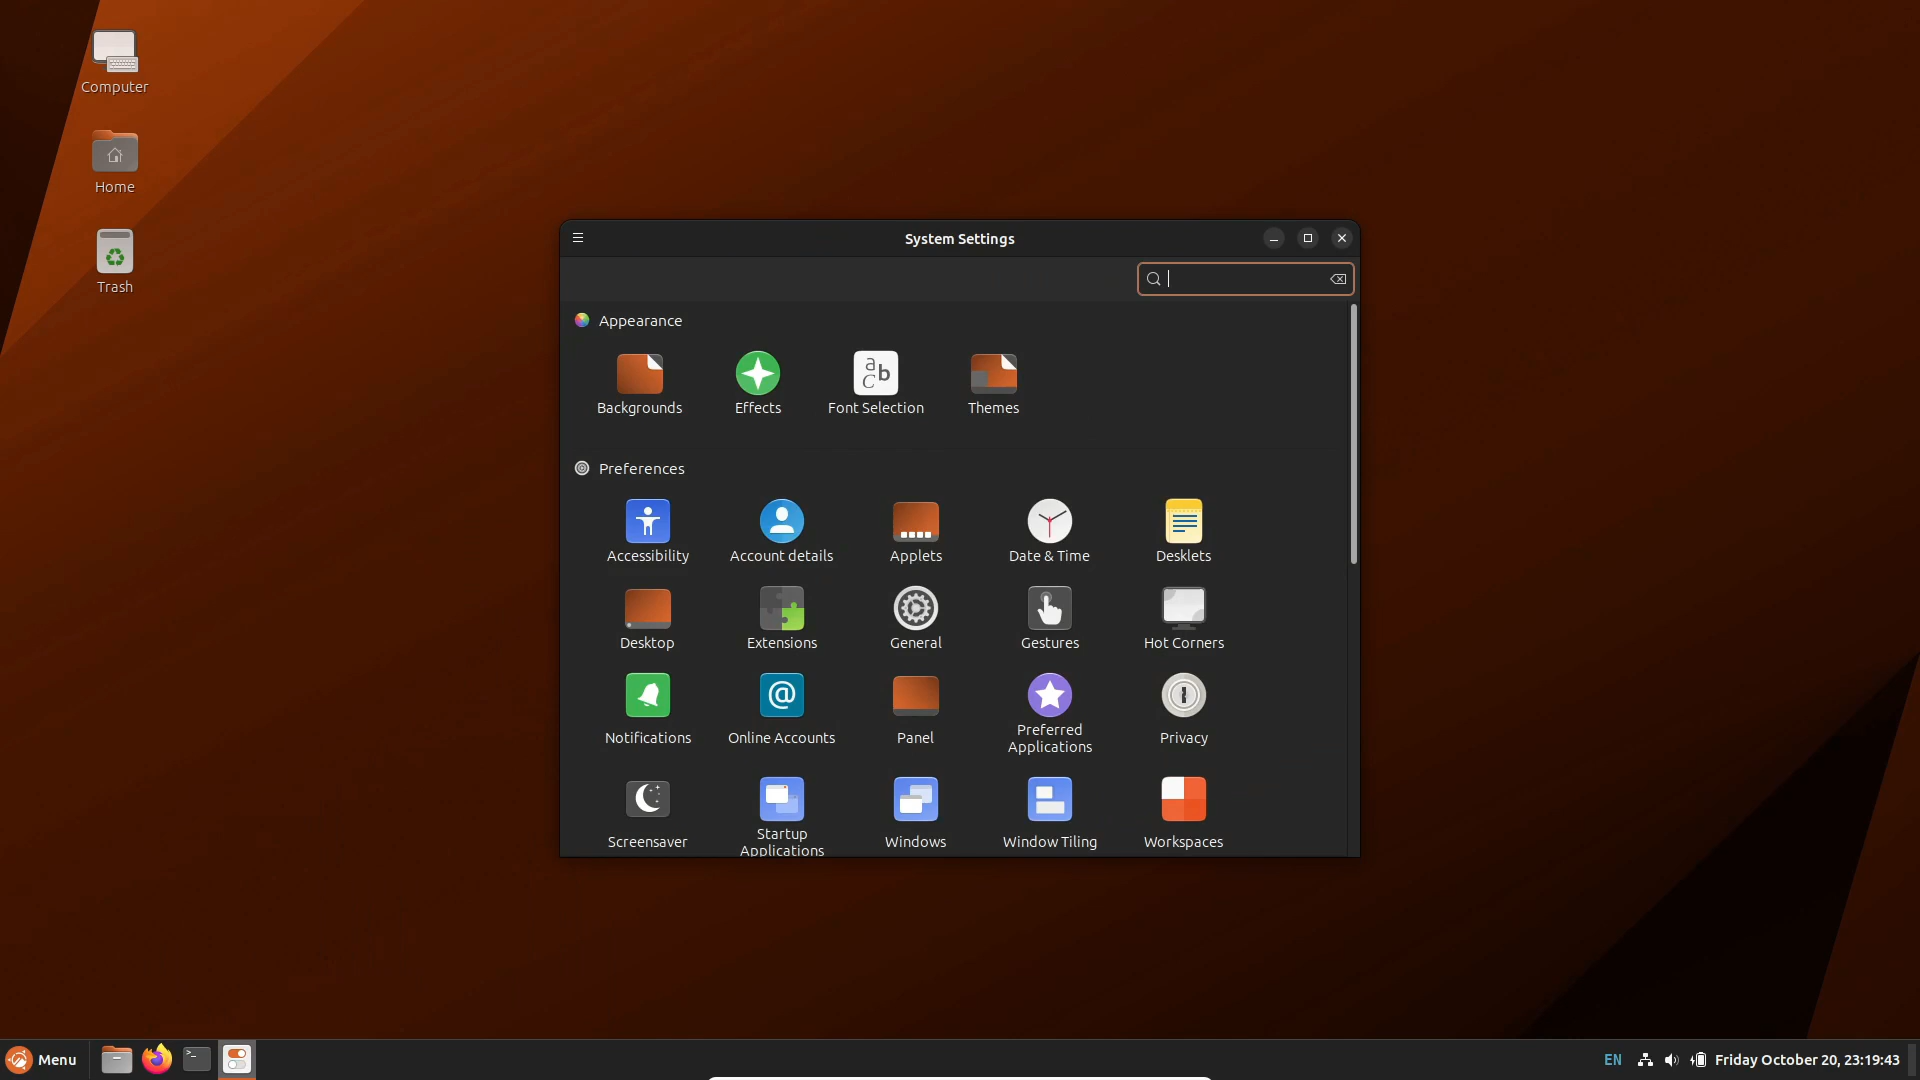 Computer
Home
Trash
System Settings
Appearance
Backgrounds
Effects
Font Selection
Themes
Preferences
Accessibility
Account details
Applets
Date & Time
Desklets
Desktop
Extensions
General
Gestures
Hot Corners
Notifications
Online Accounts
Panel
Preferred
Applications
Privacy
Screensaver
Startup
Applications
Windows
Window Tiling
Workspaces
Menu
EN
Friday October 20, 23:19:43